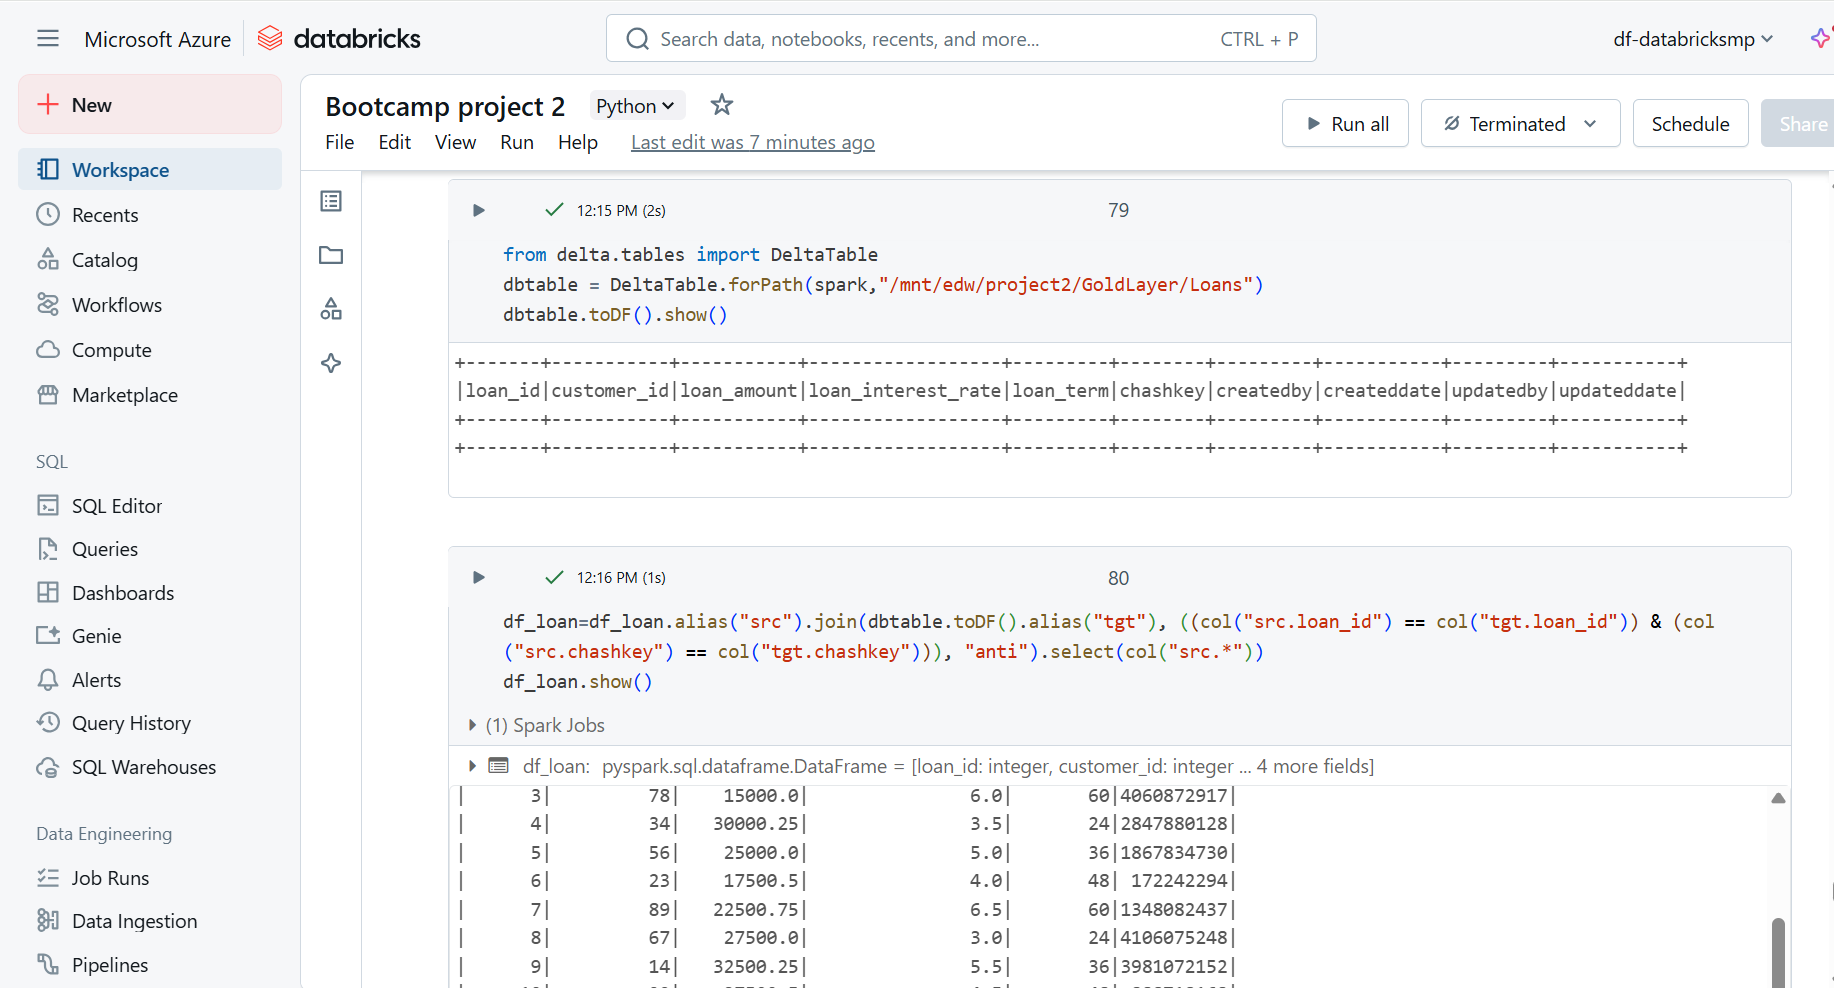 Microsoft Azure
databricks
Search data, notebooks, recents, and more...
CTRL + P
df-databricksmp
New
Workspace
Recents
Catalog
Workflows
Compute
Marketplace
SQL
SQL Editor
Queries
Dashboards
Genie
Alerts
Query History
SQL Warehouses
Data Engineering
Job Runs
Data Ingestion
Pipelines
Bootcamp project 2
Python
File Edit View Run Help Last edit was 7 minutes ago
Run all
Terminated
Schedule
Share
12:15 PM (2s)
79
from delta.tables import DeltaTable
dbtable = DeltaTable.forPath(spark,"/mnt/edw/project2/GoldLayer/Loans")
dbtable.toDF().show()
+-------+-----------+-----------+------------------+---------+--------+---------+-----------+---------+-----------+
|loan_id|customer_id|loan_amount|loan_interest_rate|loan_term|chashkey|createdby|createddate|updatedby|updateddate|
+-------+-----------+-----------+------------------+---------+--------+---------+-----------+---------+-----------+
+-------+-----------+-----------+------------------+---------+--------+---------+-----------+---------+-----------+
12:16 PM (1s)
80
df_loan=df_loan.alias("src").join(dbtable.toDF().alias("tgt"), ((col("src.loan_id") == col("tgt.loan_id")) & (col
("src.chashkey") == col("tgt.chashkey"))), "anti").select(col("src.*"))
df_loan.show()
(1) Spark Jobs
df_loan: pyspark.sql.dataframe.DataFrame = [loan_id: integer, customer_id: integer ... 4 more fields]
| 3| 78| 15000.0| 6.0| 60|4060872917|
| 4| 34| 30000.25| 3.5| 24|2847880128|
| 5| 56| 25000.0| 5.0| 36|1867834730|
| 6| 23| 17500.5| 4.0| 48| 172242294|
| 7| 89| 22500.75| 6.5| 60|1348082437|
| 8| 67| 27500.0| 3.0| 24|4106075248|
| 9| 14| 32500.25| 5.5| 36|3981072152|